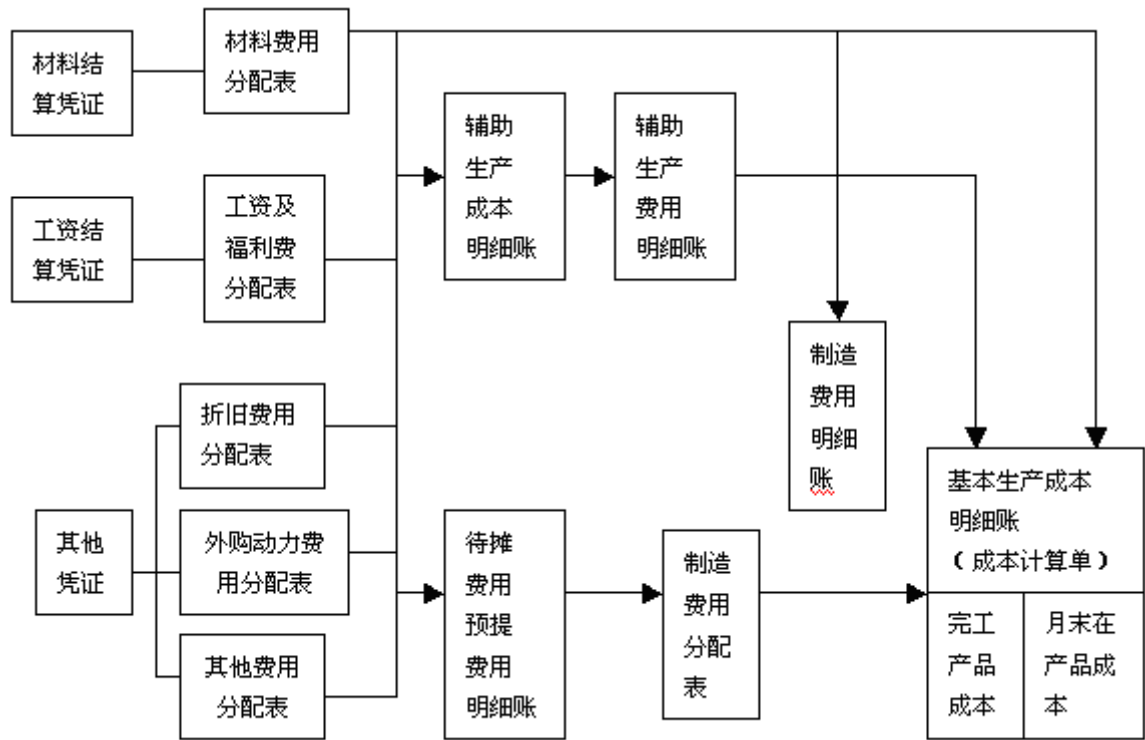 材料结
算凭证
材料费用
分配表
工资结
算凭证
工资及
福利费
分配表
其他
凭证
折旧费用
分配表
外购动力费
用分配表
其他费用
分配表
辅助
生产
成本
明细账
辅助
生产
费用
明细账
待摊
费用
预提
费用
明细账
制造
费用
分配
表
制造
费用
明细
账
基本生产成本
明细账
(成本计算单)
完工
产品
成本
月末在
产品成
本